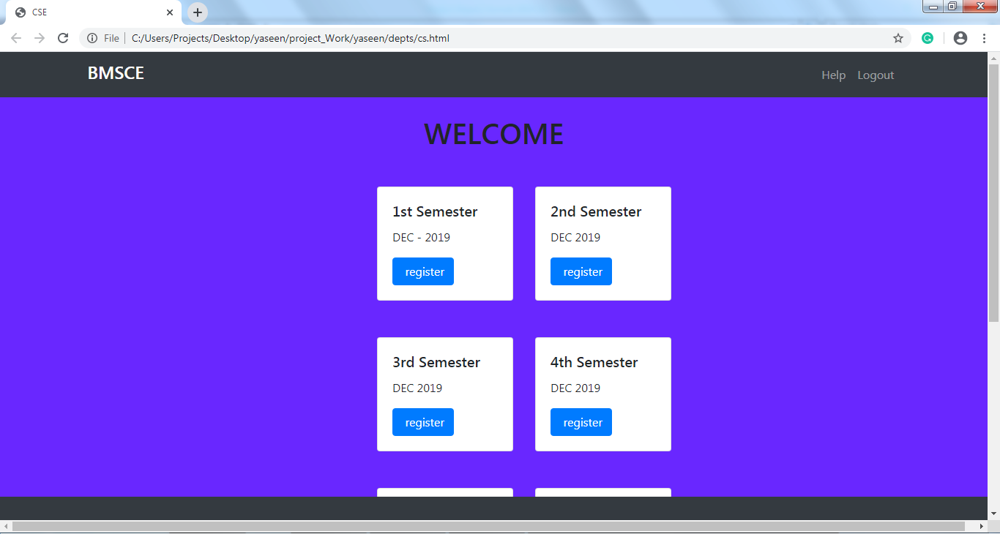 CSE
File C:/Users/Projects/Desktop/yaseen/project_Work/yaseen/depts/cs.html
BMSCE
Help Logout
WELCOME
1st Semester
DEC - 2019
register
2nd Semester
DEC 2019
register
3rd Semester
DEC 2019
register
4th Semester
DEC 2019
register